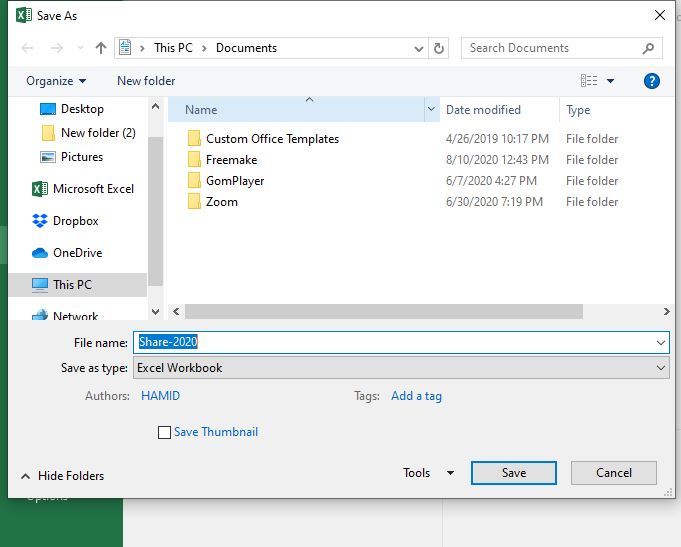 Save As
This PC > Documents
Search Documents
Organize
New folder
?
Desktop
New folder (2)
Pictures
Microsoft Excel
Dropbox
OneDrive
This PC
Network
Name Date modified Type
Custom Office Templates 4/26/2019 10:17 PM File folder
Freemake 8/10/2020 12:43 PM File folder
GomPlayer 6/7/2020 4:27 PM File folder
Zoom 6/30/2020 7:19 PM File folder
File name: Share-2020
Save as type: Excel Workbook
Authors: HAMID Tags: Add a tag
Save Thumbnail
Hide Folders Tools Save Cancel
Options